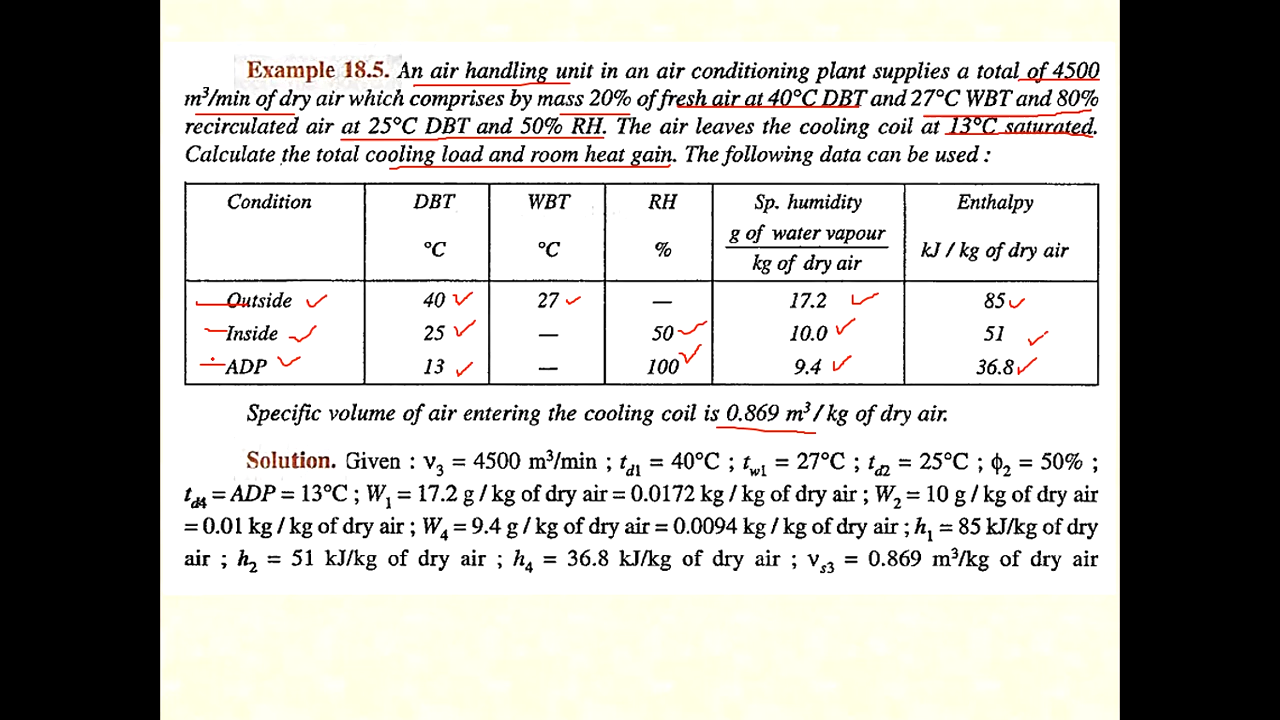 Example 18.5. An air handling unit in an air conditioning plant supplies a total of 4500
m³/min of dry air which comprises by mass 20% of fresh air at 40°C DBT and 27°C WBT and 80%
recirculated air at 25°C DBT and 50% RH. The air leaves the cooling coil at 13°C saturated.
Calculate the total cooling load and room heat gain. The following data can be used :
Condition DBT WBT RH Sp. humidity Enthalpy
°C °C % g of water vapour / kg of dry air kJ / kg of dry air
Outside 40 27 — 17.2 85
Inside 25 — 50 10.0 51
ADP 13 — 100 9.4 36.8
Specific volume of air entering the cooling coil is 0.869 m³/ kg of dry air.
Solution. Given : v₃ = 4500 m³/min ; t_d1 = 40°C ; t_w1 = 27°C ; t_d2 = 25°C ; ϕ₂ = 50% ;
t_d4 = ADP = 13°C ; W₁ = 17.2 g / kg of dry air = 0.0172 kg / kg of dry air ; W₂ = 10 g / kg of dry air
= 0.01 kg / kg of dry air ; W₄ = 9.4 g / kg of dry air = 0.0094 kg / kg of dry air ; h₁ = 85 kJ/kg of dry
air ; h₂ = 51 kJ/kg of dry air ; h₄ = 36.8 kJ/kg of dry air ; v_s3 = 0.869 m³/kg of dry air